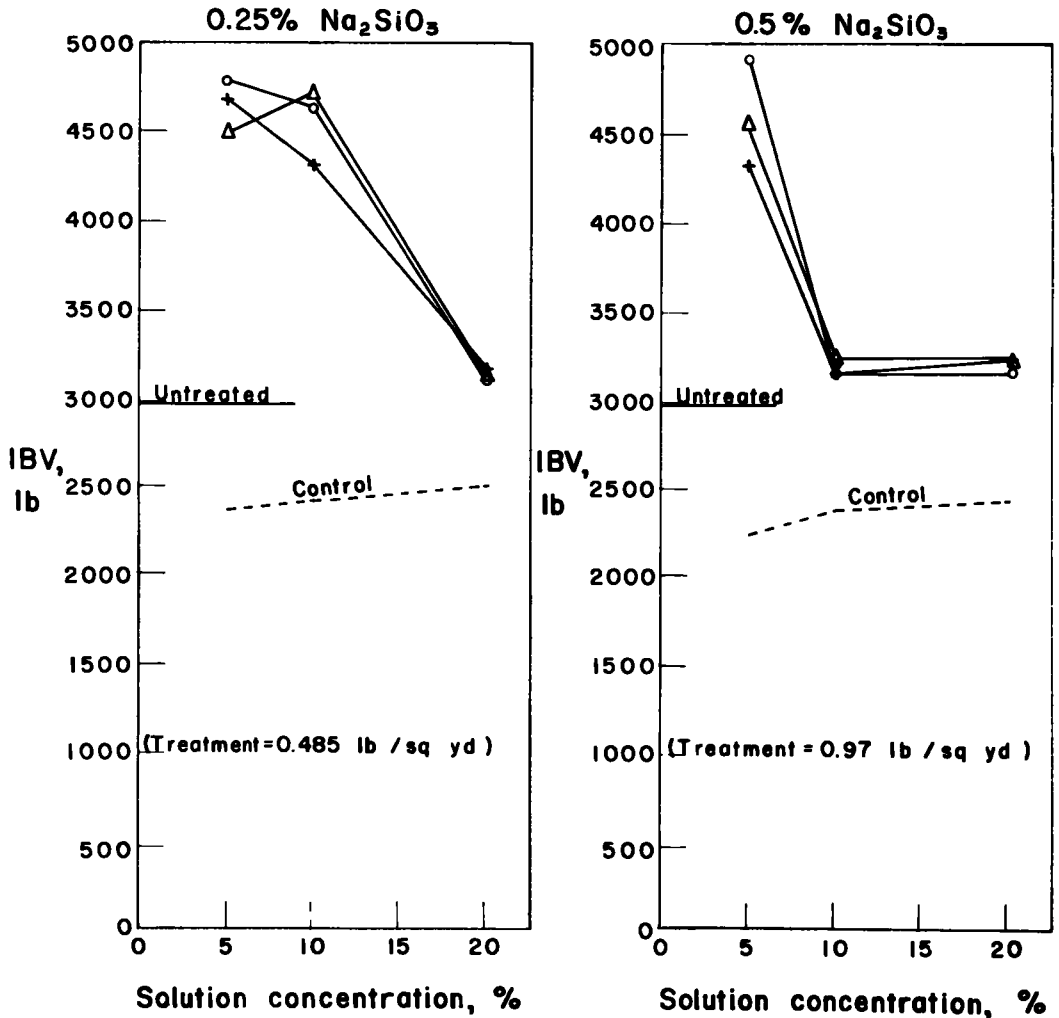 0.25% Na₂SiO₃
5000
4500
4000
3500
3000
2500
2000
1500
1000
500
0
IBV,
lb
Untreated
Control
(Treatment=0.485 lb/sq yd)
0 5 10 15 20
Solution concentration, %
0.5% Na₂SiO₃
5000
4500
4000
3500
3000
2500
2000
1500
1000
500
0
IBV,
lb
Untreated
Control
(Treatment=0.97 lb/sq yd)
0 5 10 15 20
Solution concentration, %